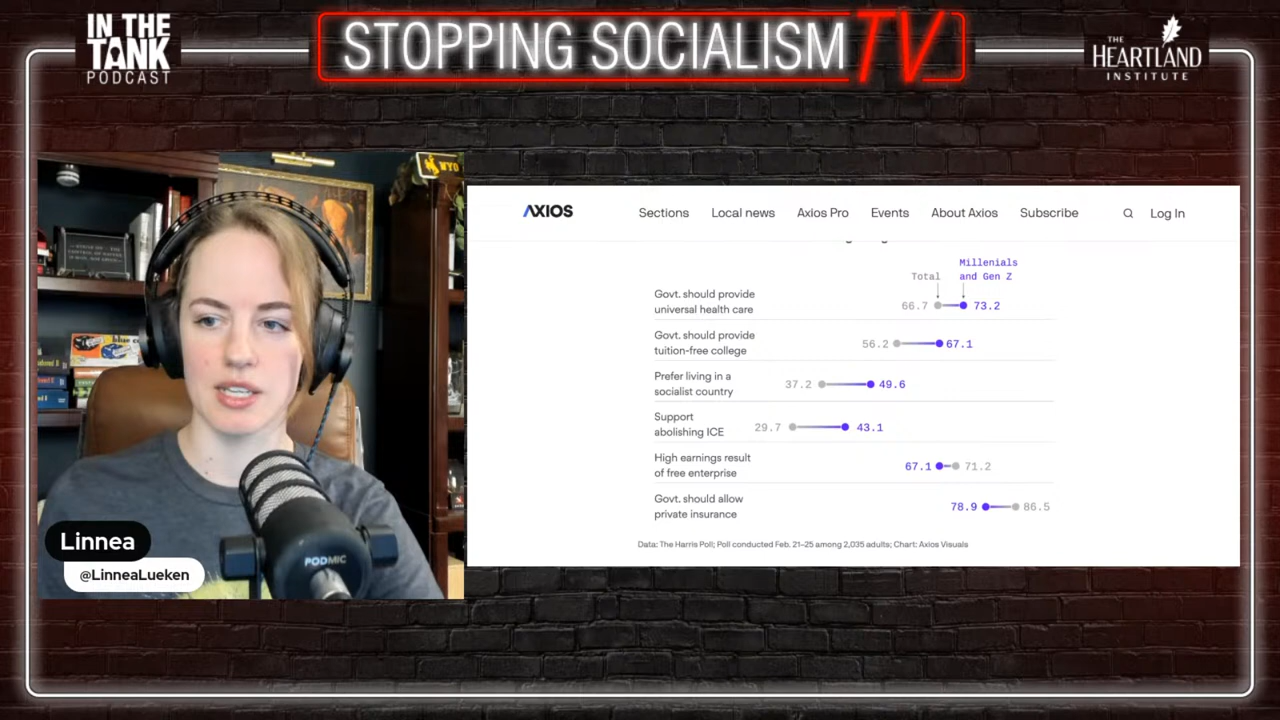 IN THE
TANK
PODCAST
STOPPING SOCIALISM TV
THE
HEARTLAND
INSTITUTE
WYO
AXIOS
Sections Local news Axios Pro Events About Axios Subscribe Log In
Millenials
Total and Gen Z
Govt. should provide
universal health care
66.7 73.2
Govt. should provide
tuition-free college
56.2 67.1
Prefer living in a
socialist country
37.2 49.6
Support
abolishing ICE
29.7 43.1
High earnings result
of free enterprise
67.1 71.2
Govt. should allow
private insurance
78.9 86.5
Data: The Harris Poll; Poll conducted Feb. 21–25 among 2,035 adults; Chart: Axios Visuals
PODMIC
Linnea
@LinneaLueken